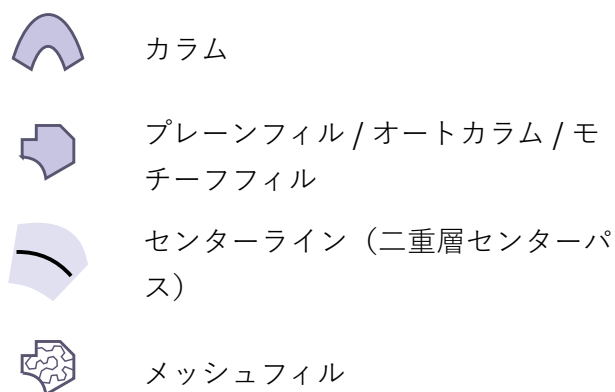 カラム
プレーンフィル / オートカラム / モ
チーフフィル
センターライン（二重層センターパ
ス）
メッシュフィル